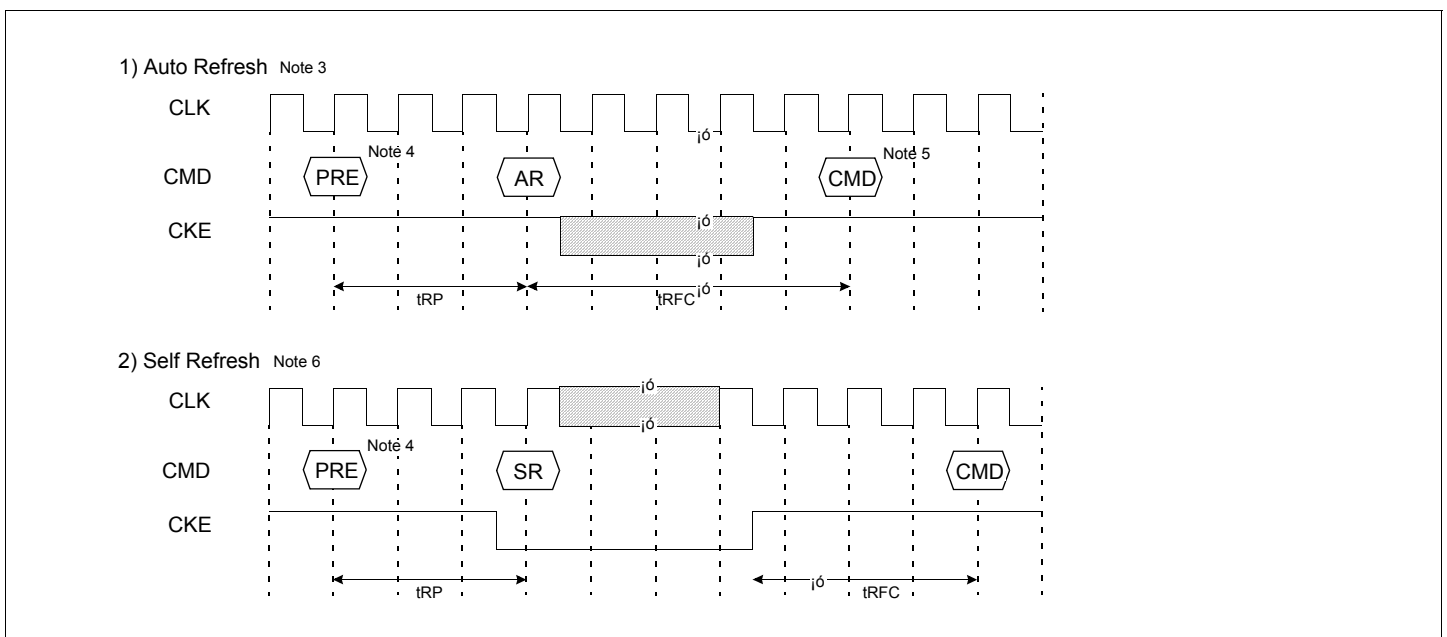 1) Auto Refresh Note 3
CLK
¡ó
CMD
PRE
Note 4
AR
CMD
Note 5
CKE
¡ó
¡ó
tRP
tRFC
¡ó
2) Self Refresh Note 6
CLK
¡ó
¡ó
CMD
PRE
Note 4
SR
CMD
CKE
tRP
¡ó
tRFC